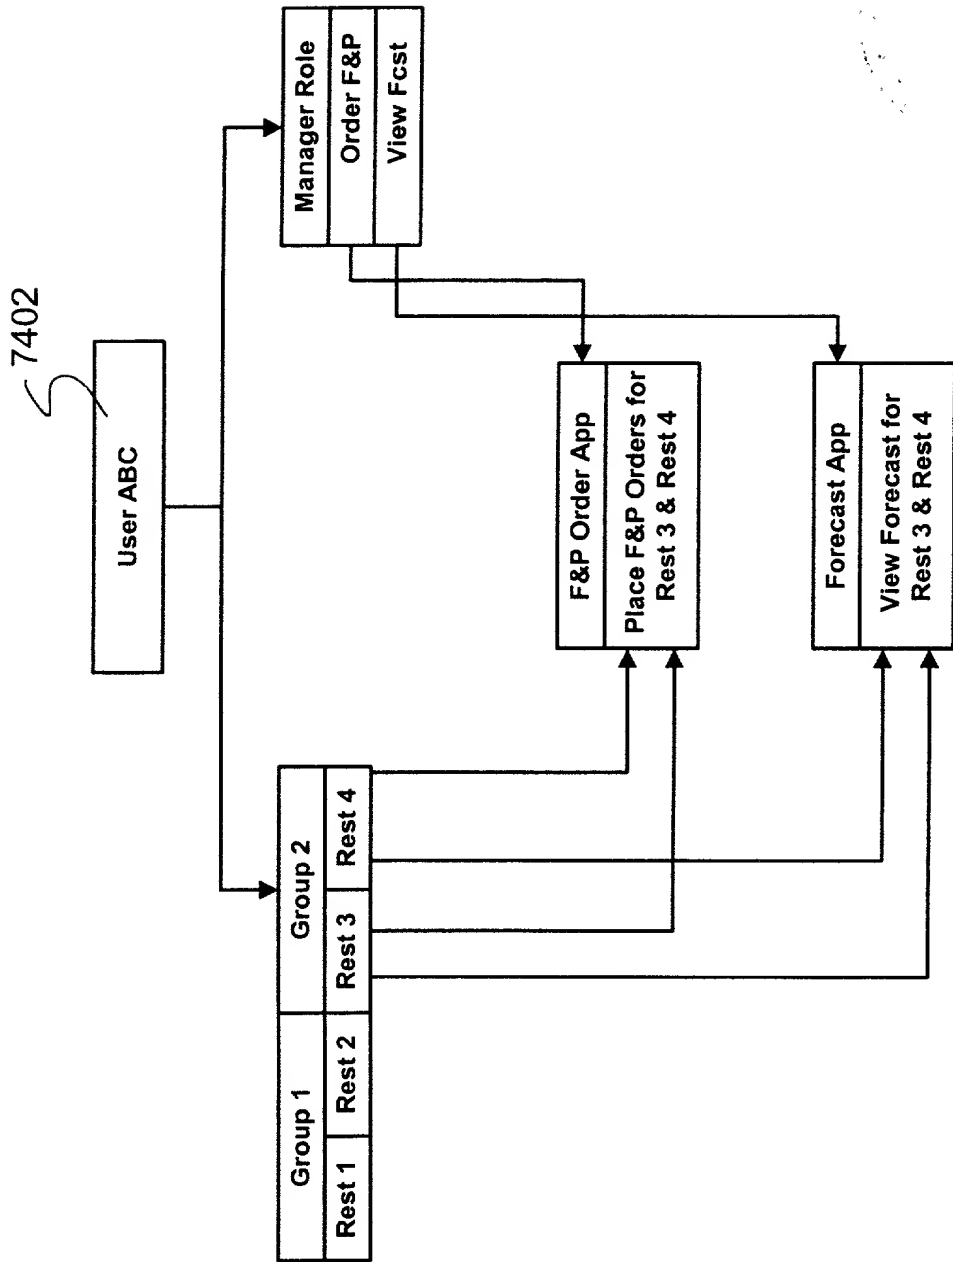 7402
User ABC
Group 1
Group 2
Rest 1
Rest 2
Rest 3
Rest 4
Manager Role
Order F&P
View Fcst
F&P Order App
Place F&P Orders for
Rest 3 & Rest 4
Forecast App
View Forecast for
Rest 3 & Rest 4